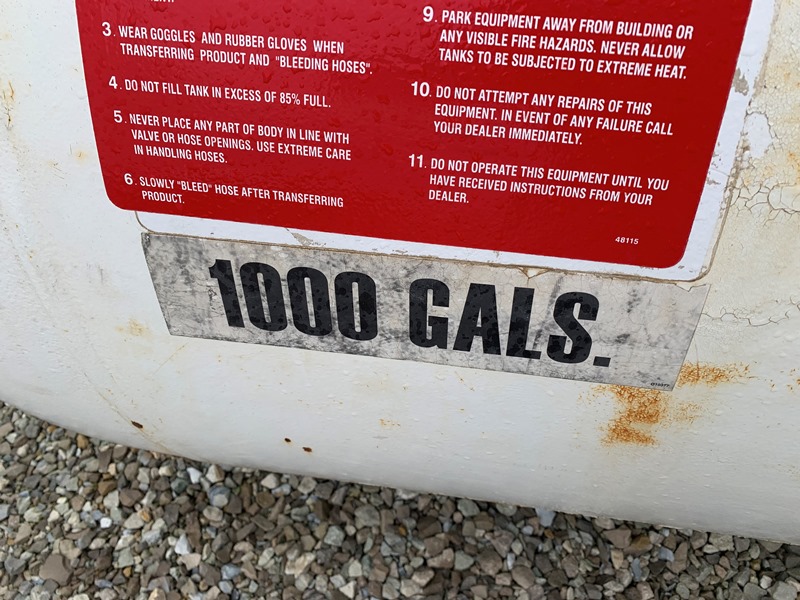 3. WEAR GOGGLES AND RUBBER GLOVES WHEN
TRANSFERRING PRODUCT AND "BLEEDING HOSES".
4. DO NOT FILL TANK IN EXCESS OF 85% FULL.
5. NEVER PLACE ANY PART OF BODY IN LINE WITH
VALVE OR HOSE OPENINGS. USE EXTREME CARE
IN HANDLING HOSES.
6. SLOWLY "BLEED" HOSE AFTER TRANSFERRING
PRODUCT.
9. PARK EQUIPMENT AWAY FROM BUILDING OR
ANY VISIBLE FIRE HAZARDS. NEVER ALLOW
TANKS TO BE SUBJECTED TO EXTREME HEAT.
10. DO NOT ATTEMPT ANY REPAIRS OF THIS
EQUIPMENT. IN EVENT OF ANY FAILURE CALL
YOUR DEALER IMMEDIATELY.
11. DO NOT OPERATE THIS EQUIPMENT UNTIL YOU
HAVE RECEIVED INSTRUCTIONS FROM YOUR
DEALER.
48115
1000 GALS.